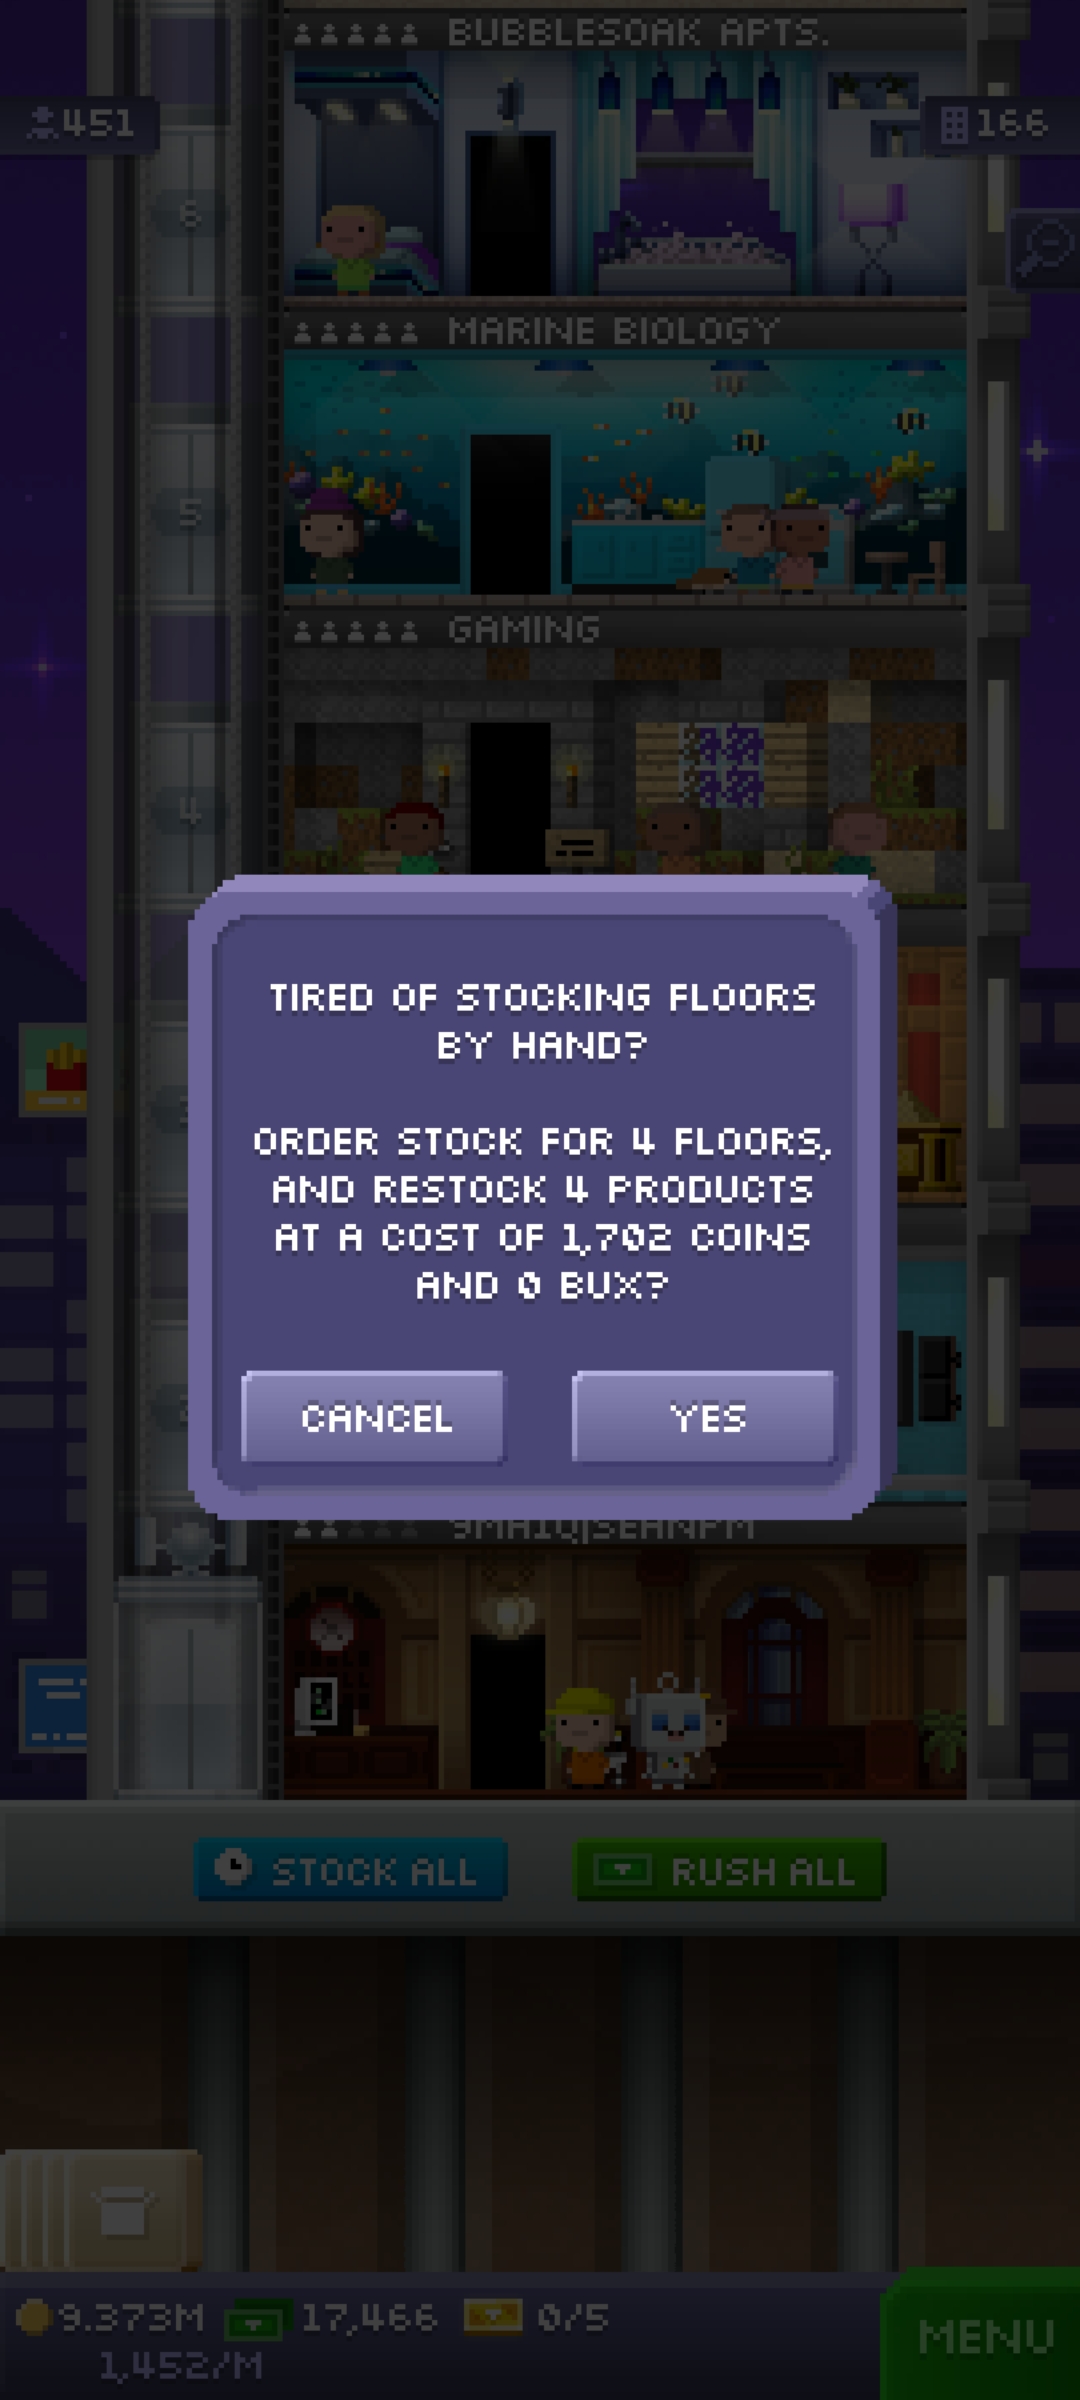 BUBBLESOAK APTS.
451
166
6
MARINE BIOLOGY
5
GAMING
4
TIRED OF STOCKING FLOORS
BY HAND?
ORDER STOCK FOR 4 FLOORS,
AND RESTOCK 4 PRODUCTS
AT A COST OF 1,702 COINS
AND 0 BUX?
CANCEL
YES
STOCK ALL
RUSH ALL
9.373M
17,466
0/5
1,452/M
MENU